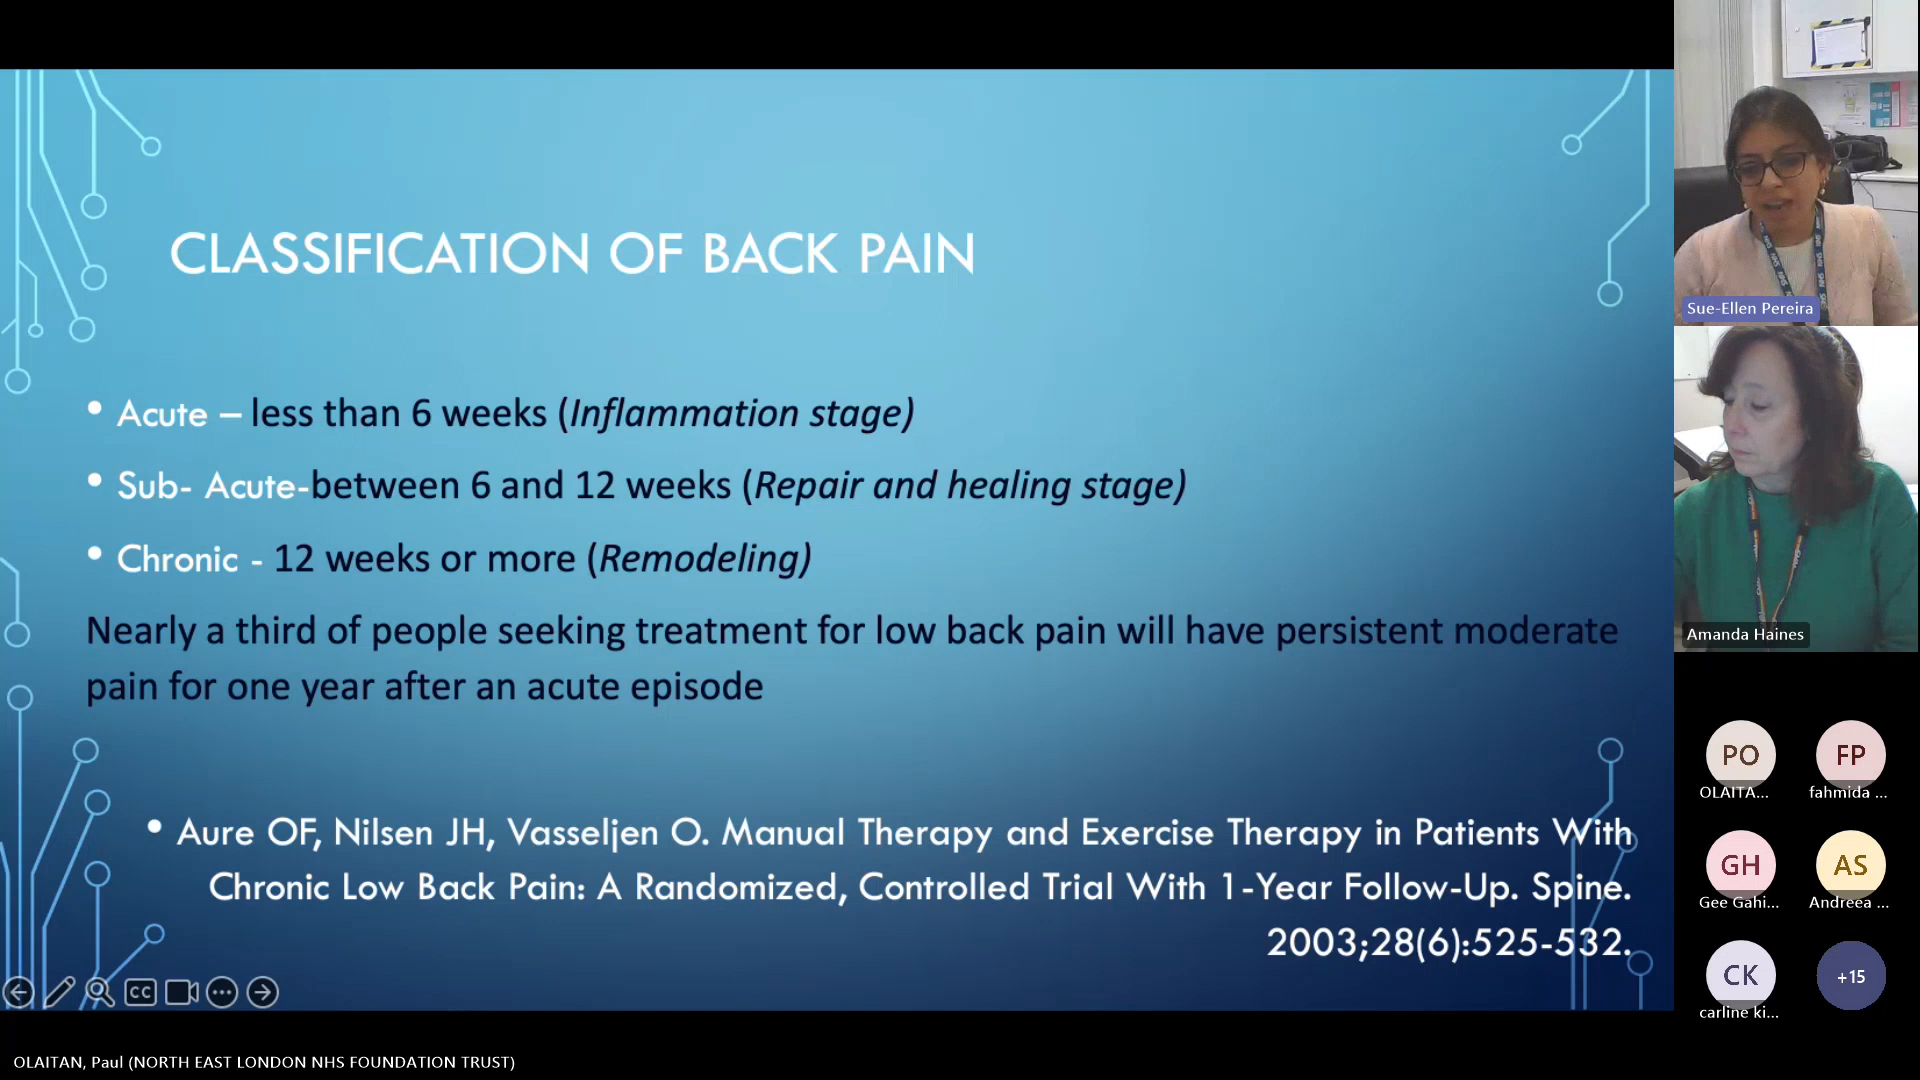 CLASSIFICATION OF BACK PAIN
• Acute – less than 6 weeks (Inflammation stage)
• Sub- Acute-between 6 and 12 weeks (Repair and healing stage)
• Chronic - 12 weeks or more (Remodeling)
Nearly a third of people seeking treatment for low back pain will have persistent moderate
pain for one year after an acute episode
• Aure OF, Nilsen JH, Vasseljen O. Manual Therapy and Exercise Therapy in Patients With
Chronic Low Back Pain: A Randomized, Controlled Trial With 1-Year Follow-Up. Spine.
2003;28(6):525-532.
CC
OLAITAN, Paul (NORTH EAST LONDON NHS FOUNDATION TRUST)
NHS
Sue-Ellen Pereira
Amanda Haines
PO
OLAITA...
FP
fahmida ...
GH
Gee Gahi...
AS
Andreea ...
CK
carline ki...
+15